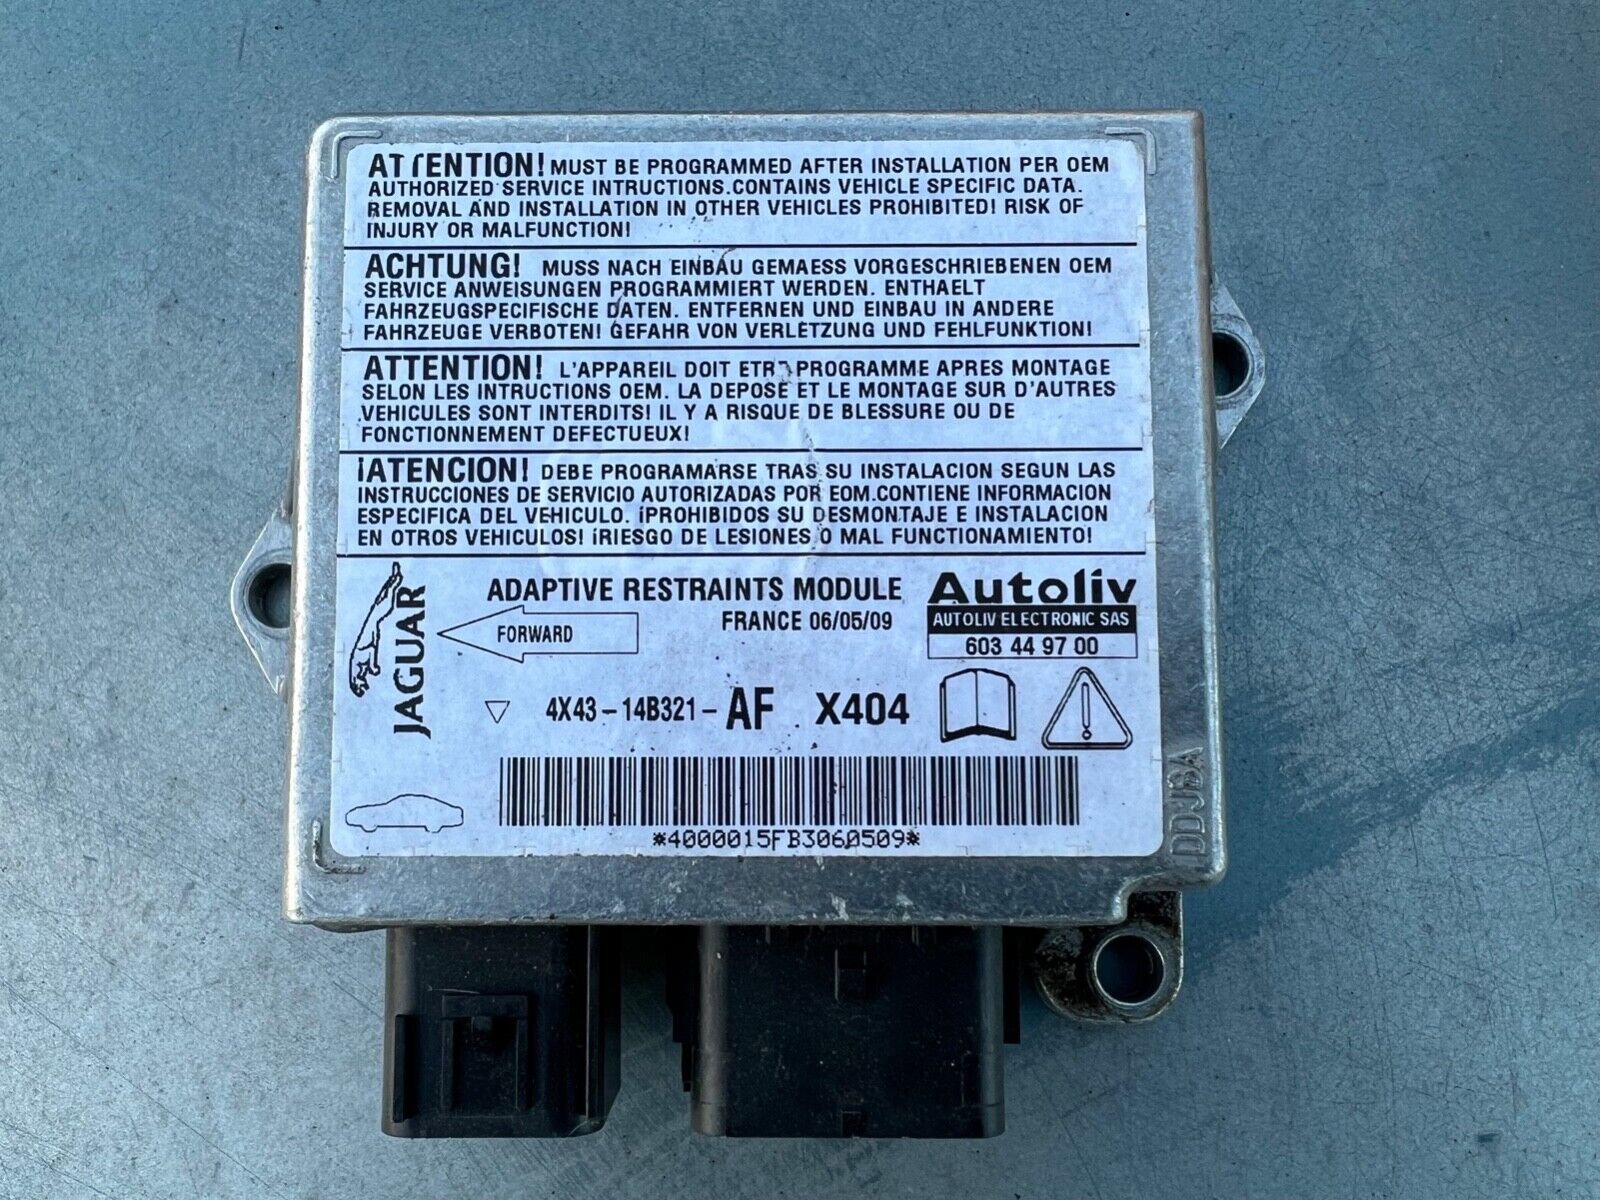 ATTENTION! MUST BE PROGRAMMED AFTER INSTALLATION PER OEM
AUTHORIZED SERVICE INTRUCTIONS.CONTAINS VEHICLE SPECIFIC DATA.
REMOVAL AND INSTALLATION IN OTHER VEHICLES PROHIBITED! RISK OF
INJURY OR MALFUNCTION!
ACHTUNG! MUSS NACH EINBAU GEMAESS VORGESCHRIEBENEN OEM
SERVICE ANWEISUNGEN PROGRAMMIERT WERDEN. ENTHAELT
FAHRZEUGSPECIFISCHE DATEN. ENTFERNEN UND EINBAU IN ANDERE
FAHRZEUGE VERBOTEN! GEFAHR VON VERLETZUNG UND FEHLFUNKTION!
ATTENTION! L'APPAREIL DOIT ETRE PROGRAMME APRES MONTAGE
SELON LES INTRUCTIONS OEM. LA DEPOSE ET LE MONTAGE SUR D'AUTRES
VEHICULES SONT INTERDITS! IL Y A RISQUE DE BLESSURE OU DE
FONCTIONNEMENT DEFECTUEUX!
¡ATENCION! DEBE PROGRAMARSE TRAS SU INSTALACION SEGUN LAS
INSTRUCCIONES DE SERVICIO AUTORIZADAS POR EOM.CONTIENE INFORMACION
ESPECIFICA DEL VEHICULO. ¡PROHIBIDOS SU DESMONTAJE E INSTALACION
EN OTROS VEHICULOS! ¡RIESGO DE LESIONES O MAL FUNCTIONAMIENTO!
JAGUAR
ADAPTIVE RESTRAINTS MODULE
FRANCE 06/05/09
FORWARD
Autoliv
AUTOLIV ELECTRONIC SAS
603 44 97 00
4X43-14B321-AF X404
*4000015FB3060509*
DDJ3A